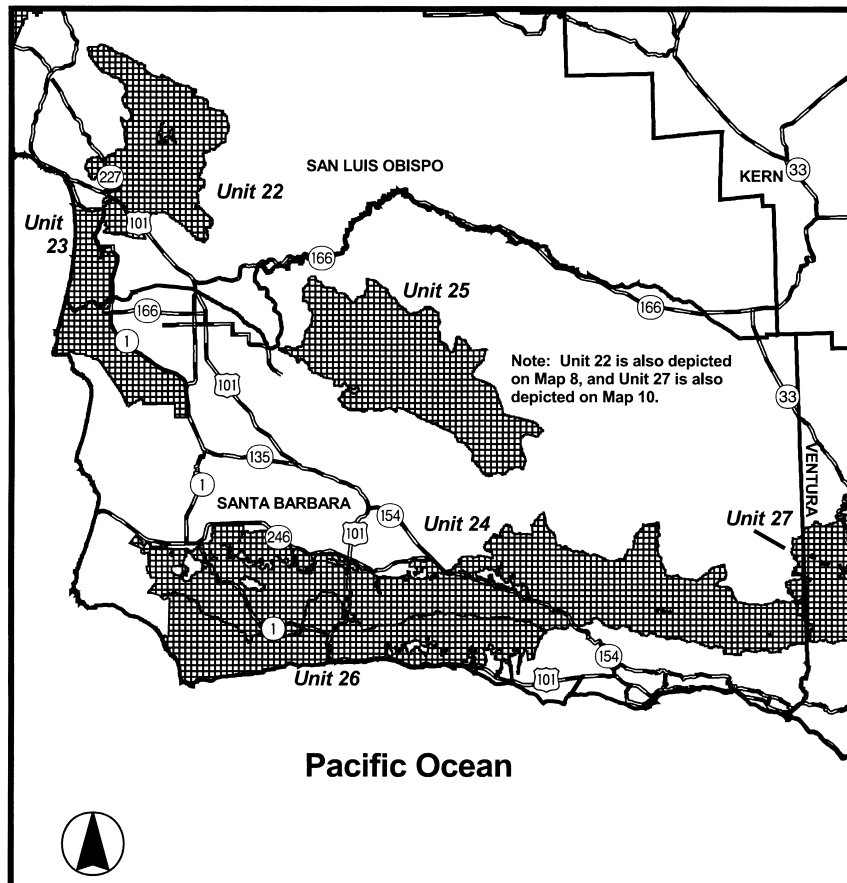 SAN LUIS OBISPO
KERN
33
227
Unit 22
Unit
23
101
166
Unit 25
166
166
1
Note: Unit 22 is also depicted
on Map 8, and Unit 27 is also
depicted on Map 10.
101
33
135
VENTURA
1
SANTA BARBARA
154
Unit 24
Unit 27
101
246
1
154
Unit 26
101
Pacific Ocean